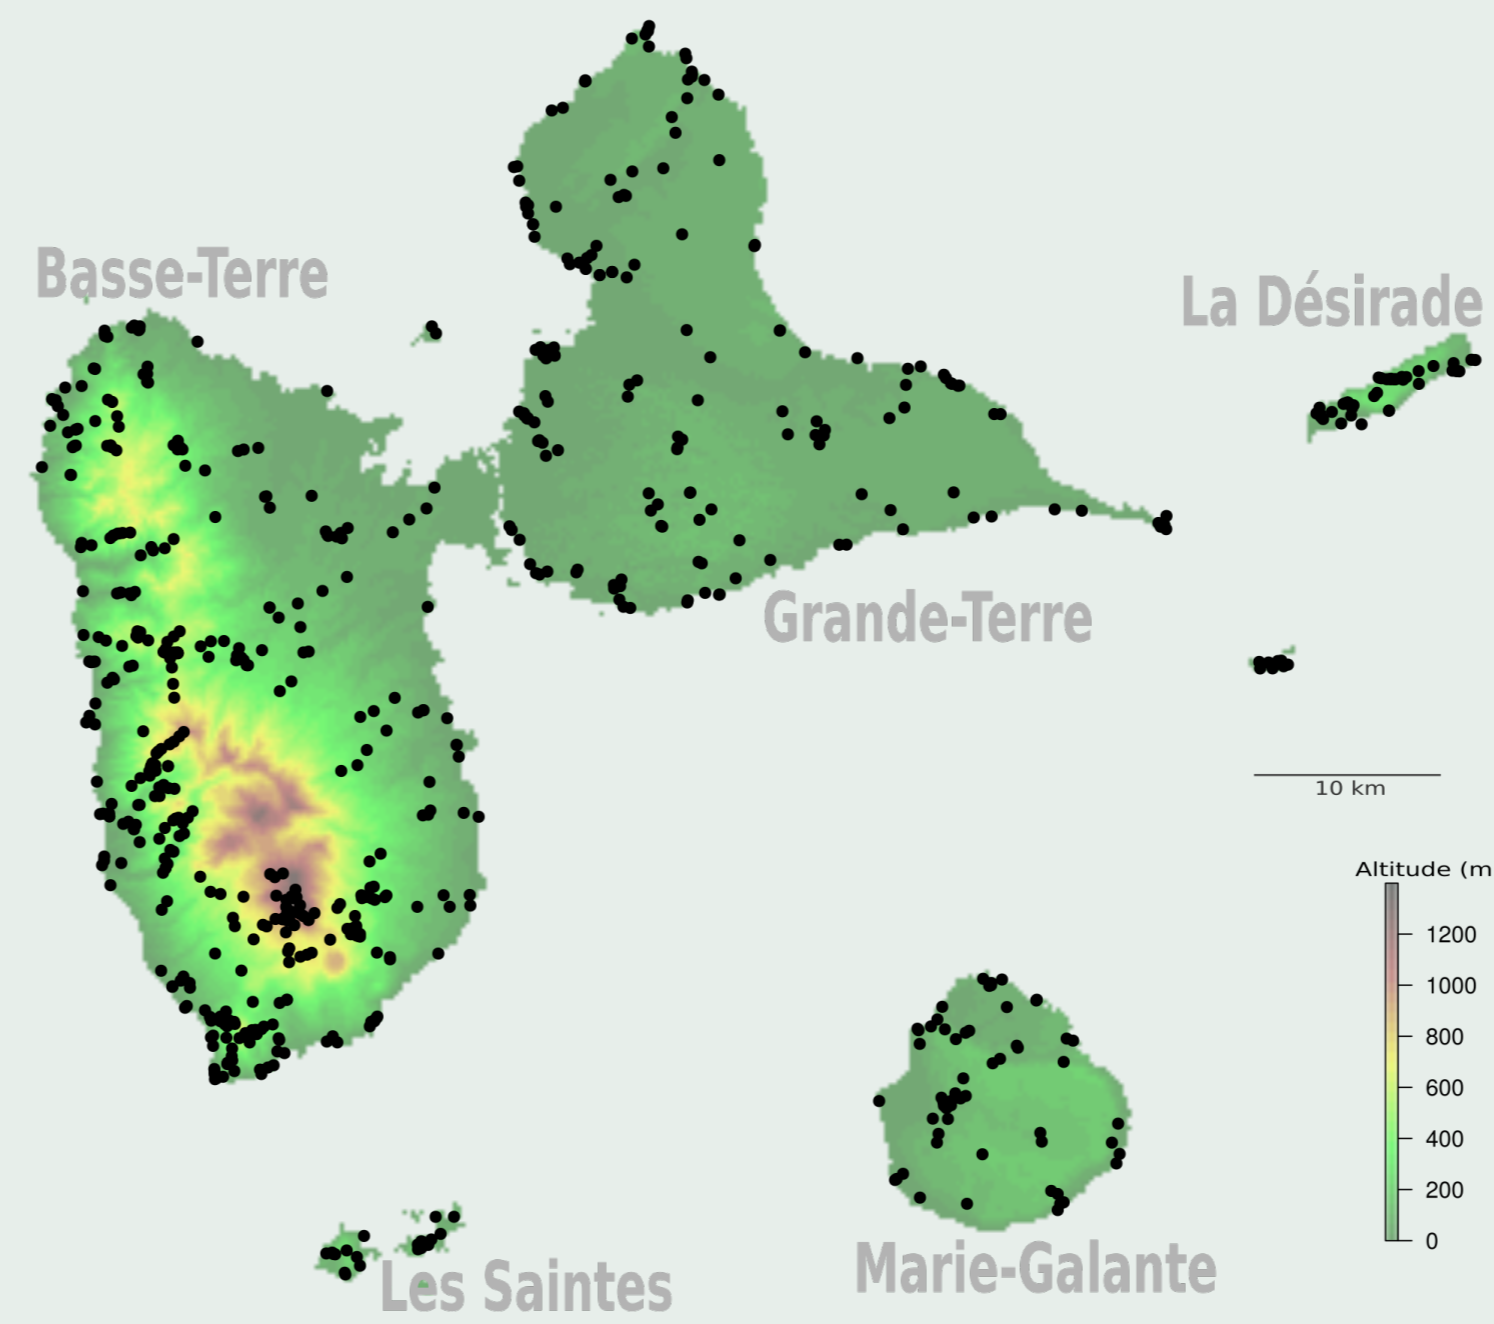 Basse-Terre
La Désirade
Grande-Terre
10 km
Altitude (m
1200
1000
800
600
400
200
0
Marie-Galante
Les Saintes